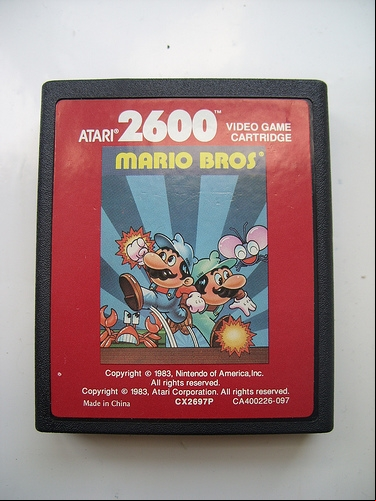 ATARI® 2600™ VIDEO GAME
CARTRIDGE
MARIO BROS®
Copyright © 1983, Nintendo of America,Inc.
All rights reserved.
Copyright © 1983, Atari Corporation. All rights reserved.
Made in China CX2697P CA400226-097